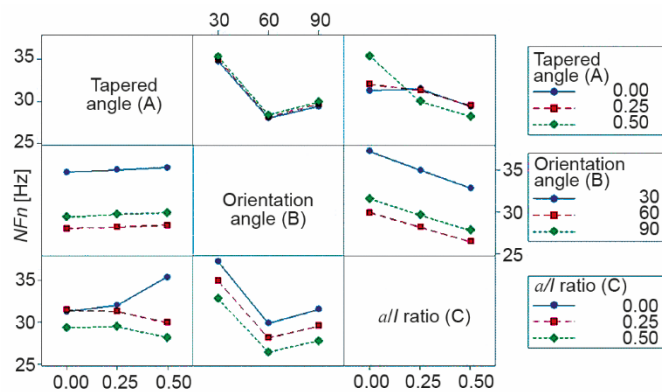 30 60 90
35
30
25
Tapered
angle (A)
Tapered
angle (A)
0.00
0.25
0.50
NFn [Hz]
Orientation
angle (B)
35
30
25
Orientation
angle (B)
30
60
90
35
30
25
a/l ratio (C)
a/l ratio (C)
0.00
0.25
0.50
0.00 0.25 0.50
0.00 0.25 0.50